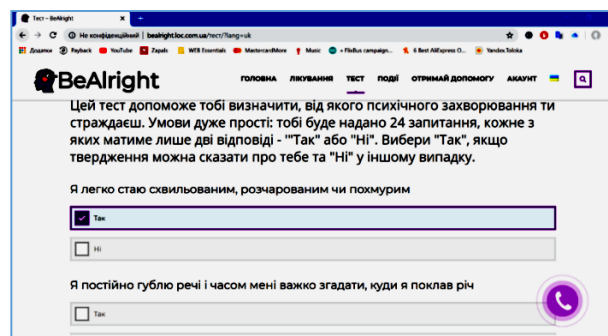 Тест – BeAlright
Не конфіденційний | bealright.loc.com.ua/тест/?lang=uk
Додатки Payback YouTube Zapals WEB Essentials MastercardMore Music «FlixBus campaign... 6 Best AliExpress O... Yandex.Toloka
BeAlright
ГОЛОВНА ЛІКУВАННЯ ТЕСТ ПОДІЇ ОТРИМАЙ ДОПОМОГУ АКАУНТ
Цей тест допоможе тобі визначити, від якого психічного захворювання ти
страждаєш. Умови дуже прості: тобі буде надано 24 запитання, кожне з
яких матиме лише дві відповіді - '"Так" або "Ні". Вибери "Так", якщо
твердження можна сказати про тебе та "Ні" у іншому випадку.
Я легко стаю схвильованим, розчарованим чи похмурим
Так
Ні
Я постійно гублю речі і часом мені важко згадати, куди я поклав річ
Так